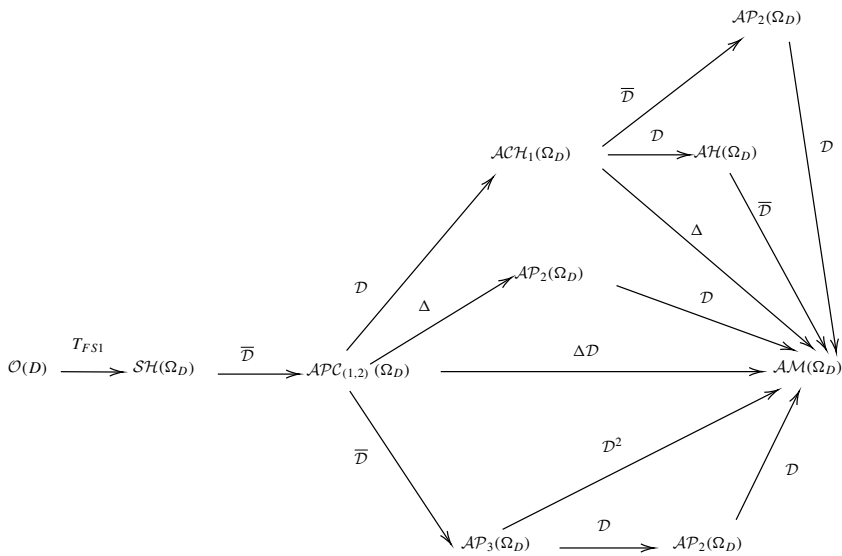 𝒜𝒫₂(Ω_D)
𝒟̅
𝒜𝒞ℋ₁(Ω_D) 𝒟 𝒜ℋ(Ω_D) 𝒟
𝒟̅
Δ
𝒟 Δ 𝒜𝒫₂(Ω_D)
𝒟
T_{FS1} 𝒟̅ Δ𝒟
𝒪(D) 𝒮ℋ(Ω_D) 𝒜𝒫𝒞_{(1,2)}(Ω_D) 𝒜ℳ(Ω_D)
𝒟̅ 𝒟²
𝒟
𝒟
𝒜𝒫₃(Ω_D) 𝒜𝒫₂(Ω_D)